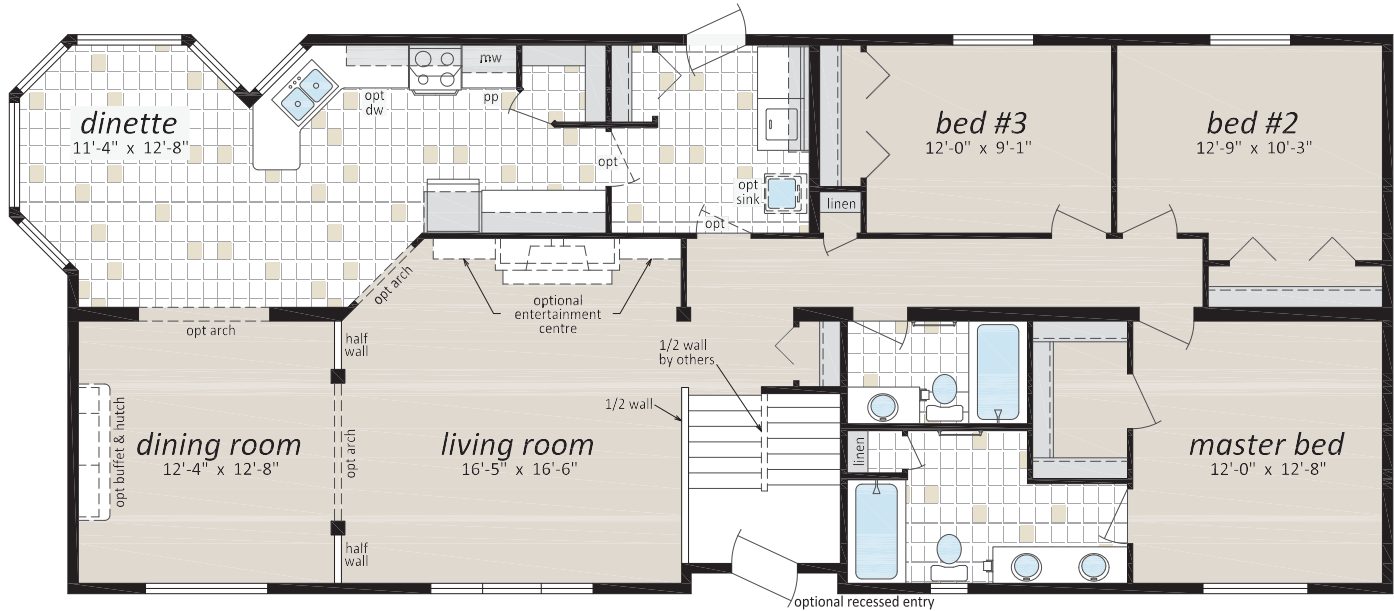 dinette
11'-4" x 12'-8"
opt
dw
mw
pp
opt
opt
sink
opt
linen
bed #3
12'-0" x 9'-1"
bed #2
12'-9" x 10'-3"
opt arch
opt arch
optional
entertainment
centre
half
wall
1/2 wall
by others
1/2 wall
opt buffet & hutch
dining room
12'-4" x 12'-8"
opt arch
living room
16'-5" x 16'-6"
linen
master bed
12'-0" x 12'-8"
half
wall
optional recessed entry